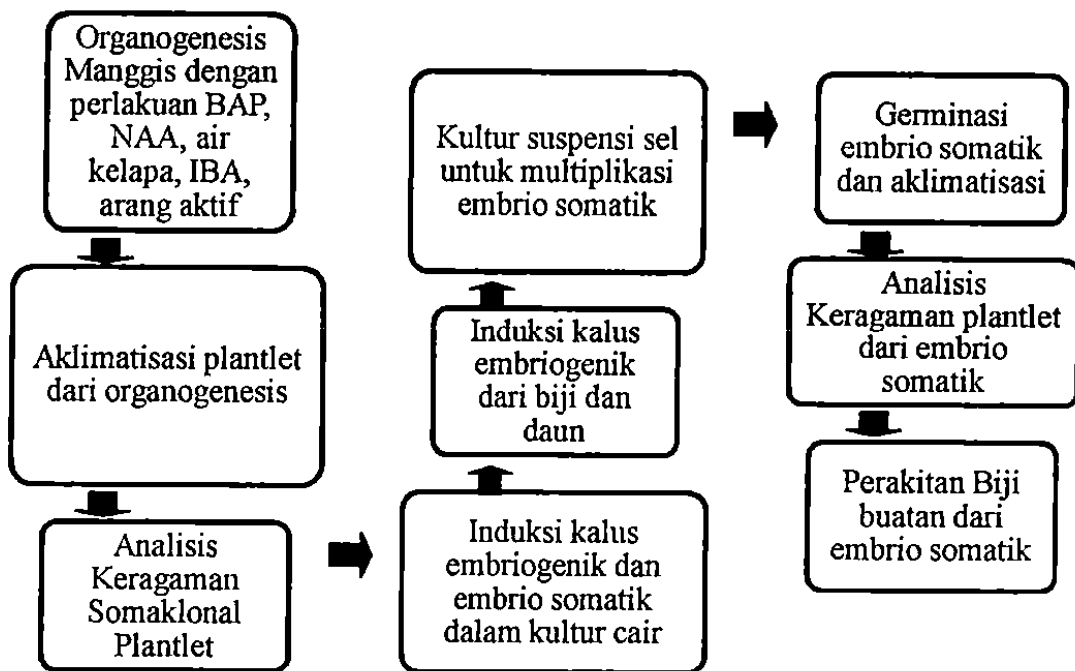 Organogenesis
Manggis dengan
perlakuan BAP,
NAA, air
kelapa, IBA,
arang aktif
Aklimatisasi plantlet
dari organogenesis
Analisis
Keragaman
Somaklonal
Plantlet
Induksi kalus
embriogenik dan
embrio somatik
dalam kultur cair
Induksi kalus
embriogenik
dari biji dan
daun
Kultur suspensi sel
untuk multiplikasi
embrio somatik
Germinasi
embrio somatik
dan aklimatisasi
Analisis
Keragaman plantlet
dari embrio
somatik
Perakitan Biji
buatan dari
embrio somatik